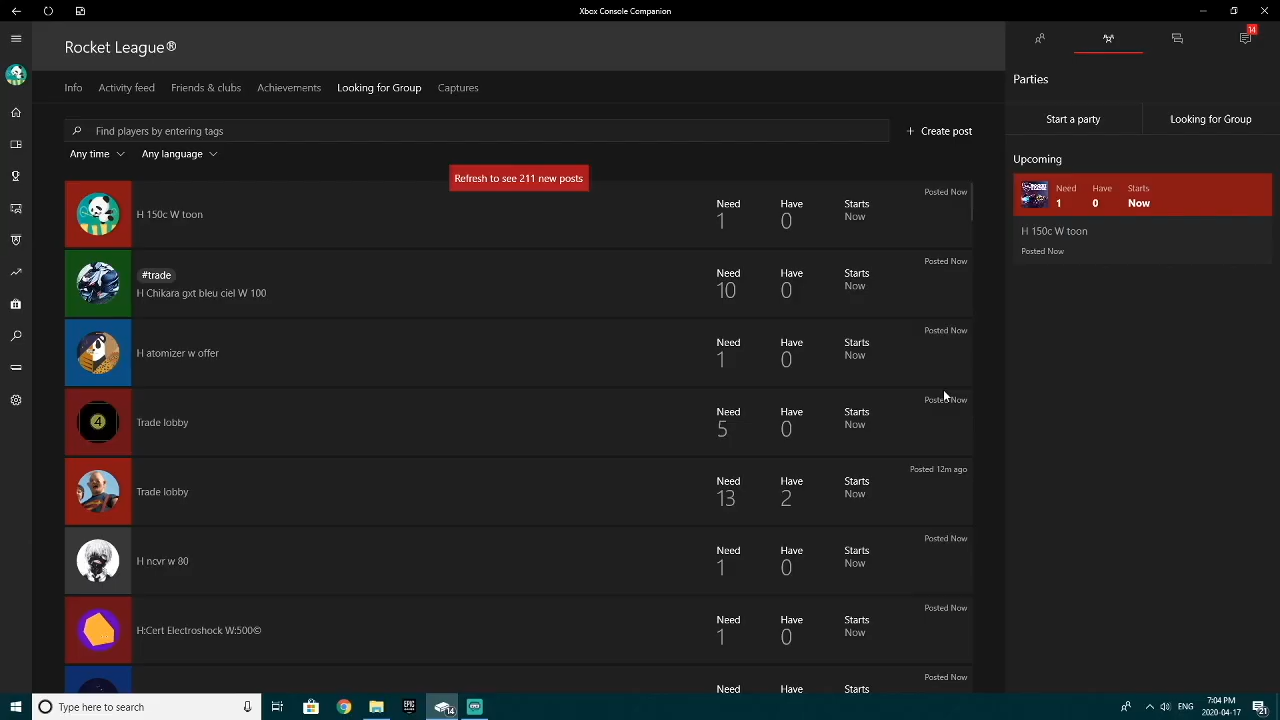 Xbox Console Companion
Rocket League®
Info Activity feed Friends & clubs Achievements Looking for Group Captures
Find players by entering tags
+ Create post
Any time Any language
Refresh to see 211 new posts
Posted Now
H 150c W toon
Need Have Starts
1 0 Now
Posted Now
#trade
H Chikara gxt bleu ciel W 100
Need Have Starts
10 0 Now
Posted Now
H atomizer w offer
Need Have Starts
1 0 Now
Posted Now
4
Trade lobby
Need Have Starts
5 0 Now
Posted 12m ago
Trade lobby
Need Have Starts
13 2 Now
Posted Now
H ncvr w 80
Need Have Starts
1 0 Now
Posted Now
H:Cert Electroshock W:500©
Need Have Starts
1 0 Now
Posted Now
Need Have Starts
14
Parties
Start a party Looking for Group
Upcoming
Need Have Starts
1 0 Now
H 150c W toon
Posted Now
Type here to search
EPIC
14
ENG
7:04 PM
2020-04-17
21